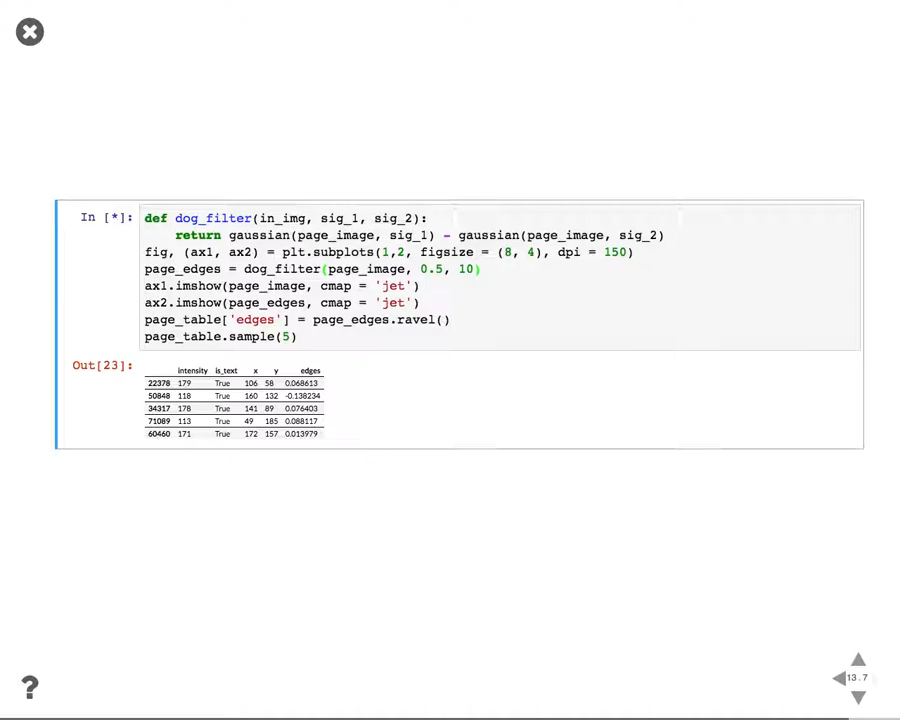 In [*]:
def dog_filter(in_img, sig_1, sig_2):
return gaussian(page_image, sig_1) - gaussian(page_image, sig_2)
fig, (ax1, ax2) = plt.subplots(1,2, figsize = (8, 4), dpi = 150)
page_edges = dog_filter(page_image, 0.5, 10)
ax1.imshow(page_image, cmap = 'jet')
ax2.imshow(page_edges, cmap = 'jet')
page_table['edges'] = page_edges.ravel()
page_table.sample(5)
Out[23]:
intensity is_text x y edges
22378 179 True 106 58 0.068613
50848 118 True 160 132 -0.138234
34317 178 True 141 89 0.076403
71089 113 True 49 185 0.088117
60460 171 True 172 157 0.013979
?
13.7